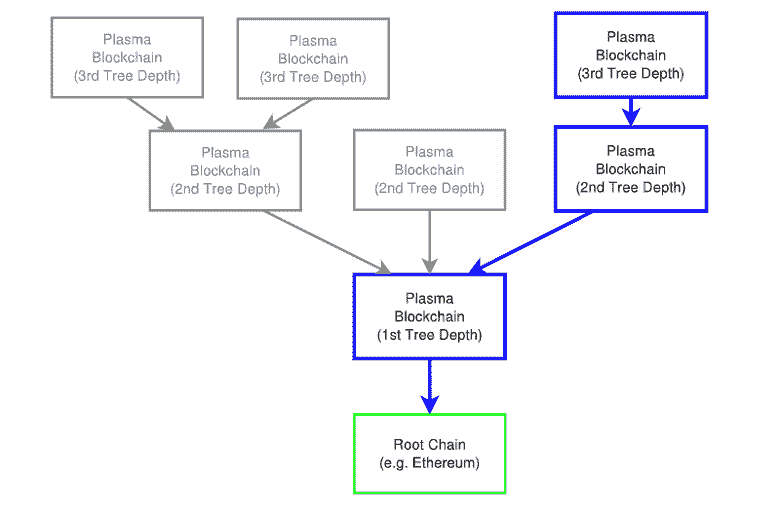 Plasma
Blockchain
(3rd Tree Depth)
Plasma
Blockchain
(3rd Tree Depth)
Plasma
Blockchain
(3rd Tree Depth)
Plasma
Blockchain
(2nd Tree Depth)
Plasma
Blockchain
(2nd Tree Depth)
Plasma
Blockchain
(2nd Tree Depth)
Plasma
Blockchain
(1st Tree Depth)
Root Chain
(e.g. Ethereum)